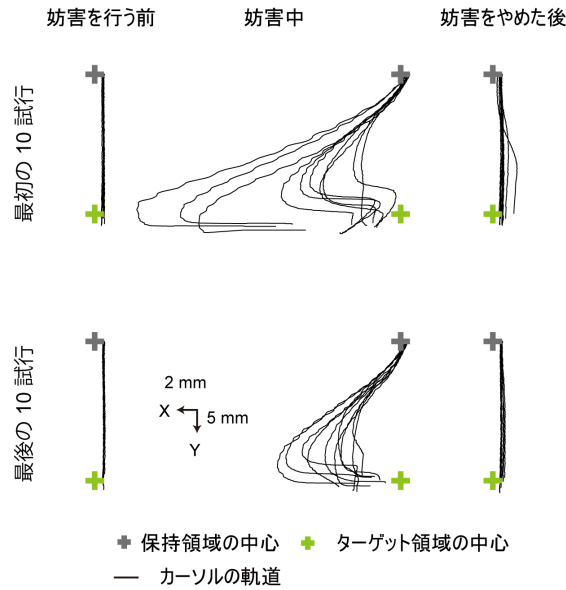 妨害を行う前 妨害中 妨害をやめた後
最初の 10 試行
最後の 10 試行
2 mm
X
5 mm
Y
保持領域の中心 ターゲット領域の中心
カーソルの軌道